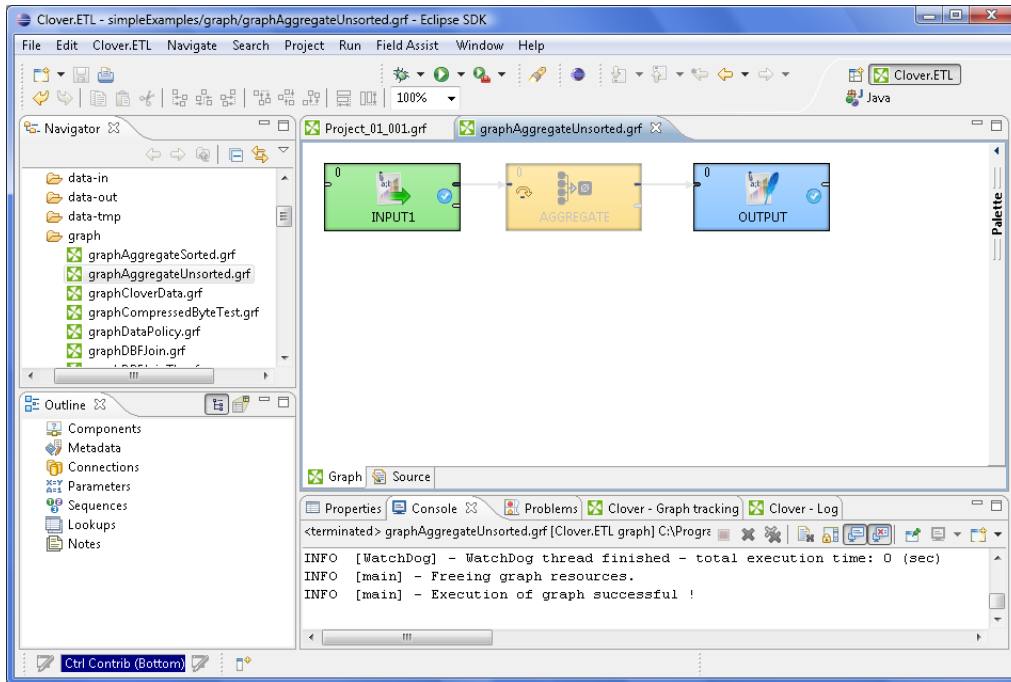 Clover.ETL - simpleExamples/graph/graphAggregateUnsorted.grf - Eclipse SDK
File Edit Clover.ETL Navigate Search Project Run Field Assist Window Help
Clover.ETL
100%
Java
Navigator
Project_01_001.grf
graphAggregateUnsorted.grf
data-in
data-out
data-tmp
graph
graphAggregateSorted.grf
graphAggregateUnsorted.grf
graphCloverData.grf
graphCompressedByteTest.grf
graphDataPolicy.grf
graphDBFJoin.grf
0
INPUT1
0
AGGREGATE
0
OUTPUT
Palette
Outline
Components
Metadata
Connections
Parameters
Sequences
Lookups
Notes
Graph
Source
Properties
Console
Problems
Clover - Graph tracking
Clover - Log
<terminated> graphAggregateUnsorted.grf [Clover.ETL graph] C:\Progra
INFO [WatchDog] - WatchDog thread finished - total execution time: 0 (sec)
INFO [main] - Freeing graph resources.
INFO [main] - Execution of graph successful !
Ctrl Contrib (Bottom)